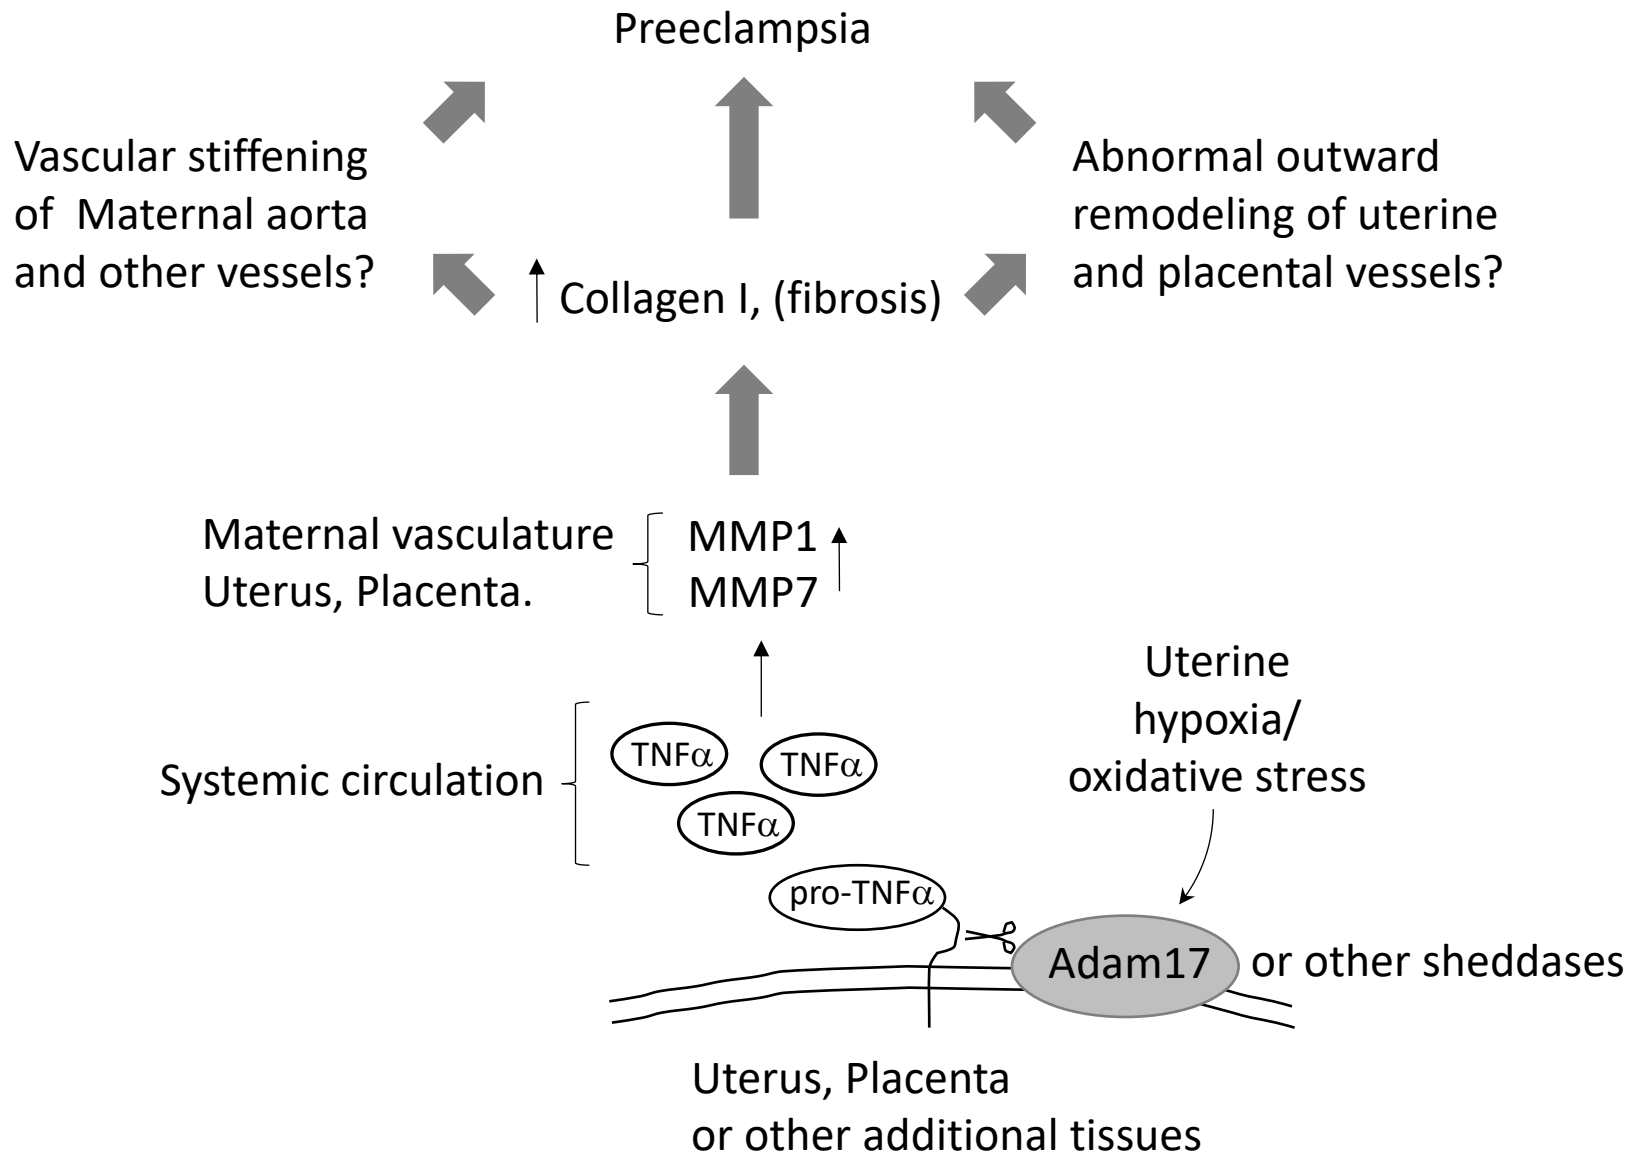 Preeclampsia
Vascular stiffening
of Maternal aorta
and other vessels?
Abnormal outward
remodeling of uterine
and placental vessels?
Collagen I, (fibrosis)
Maternal vasculature
Uterus, Placenta.
MMP1
MMP7
Uterine
hypoxia/
oxidative stress
Systemic circulation
TNFα
TNFα
TNFα
pro-TNFα
Adam17
or other sheddases
Uterus, Placenta
or other additional tissues